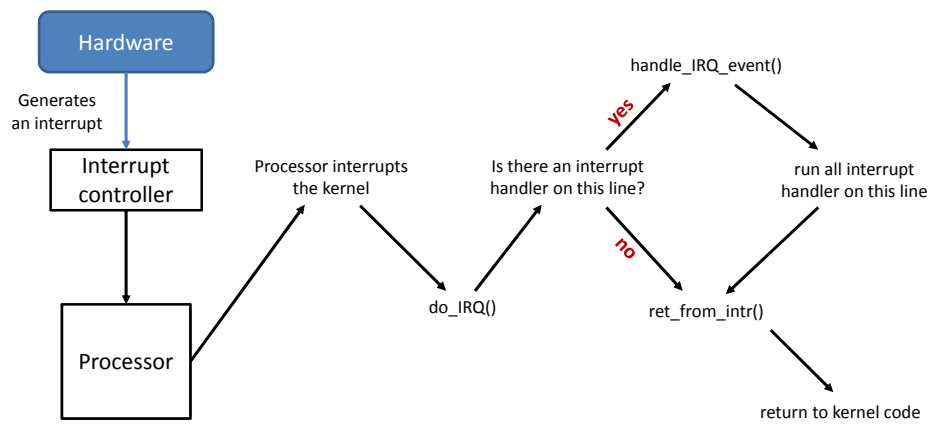 Hardware
Generates
an interrupt
Interrupt
controller
Processor
Processor interrupts
the kernel
do_IRQ()
Is there an interrupt
handler on this line?
yes
no
handle_IRQ_event()
run all interrupt
handler on this line
ret_from_intr()
return to kernel code